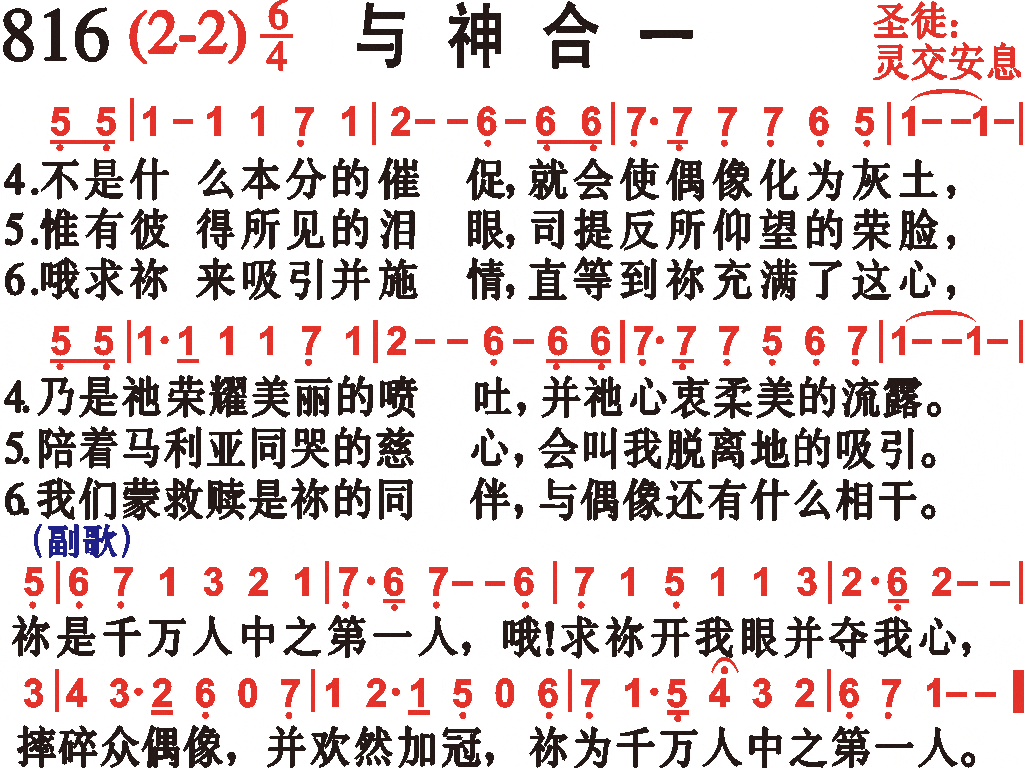 816 (2-2) 6/4 与神合一 圣徒:
灵交安息
5 5|1 - 1 1 7 1|2 - - 6 - 6 6|7· 7 7 7 6 5|1 - - 1 -|
4.不是什 么本分的催 促,就会使偶像化为灰土,
5.惟有彼 得所见的泪 眼,司提反所仰望的荣脸,
6.哦求祢 来吸引并施 情,直等到祢充满了这心,
5 5|1· 1 1 1 7 1|2 - - 6 - 6 6|7· 7 7 5 6 7|1 - - 1 -|
4.乃是祂荣耀美丽的喷 吐,并祂心衷柔美的流露。
5.陪着马利亚同哭的慈 心,会叫我脱离地的吸引。
6.我们蒙救赎是祢的同 伴,与偶像还有什么相干。
(副歌)
5|6 7 1 3 2 1|7· 6 7 - - 6|7 1 5 1 1 3|2· 6 2 - -|
祢是千万人中之第一人,哦!求祢开我眼并夺我心,
3|4 3· 2 6 0 7|1 2· 1 5 0 6|7 1· 5 4 3 2|6 7 1 - -
摔碎众偶像,并欢然加冠,祢为千万人中之第一人。